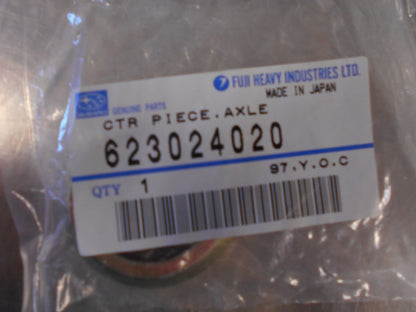 FUJI HEAVY INDUSTRIES LTD.
MADE IN JAPAN
GENUINE PARTS
CTR PIECE.AXLE
623024020
97.Y.O.C
QTY 1